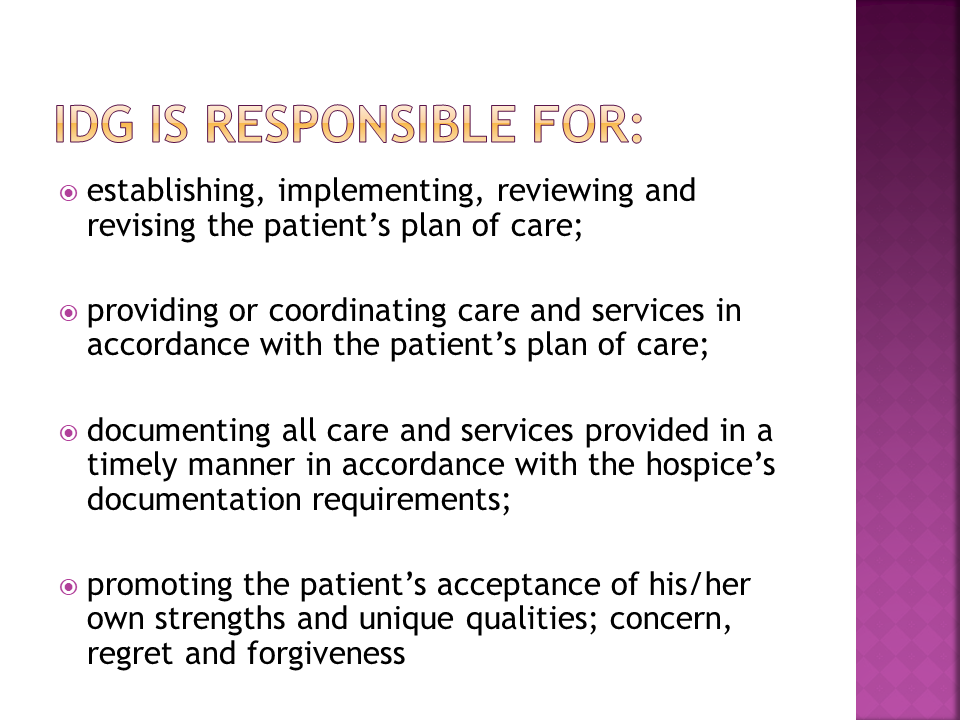 IDG IS RESPONSIBLE FOR:
establishing, implementing, reviewing and
revising the patient’s plan of care;
providing or coordinating care and services in
accordance with the patient’s plan of care;
documenting all care and services provided in a
timely manner in accordance with the hospice’s
documentation requirements;
promoting the patient’s acceptance of his/her
own strengths and unique qualities; concern,
regret and forgiveness